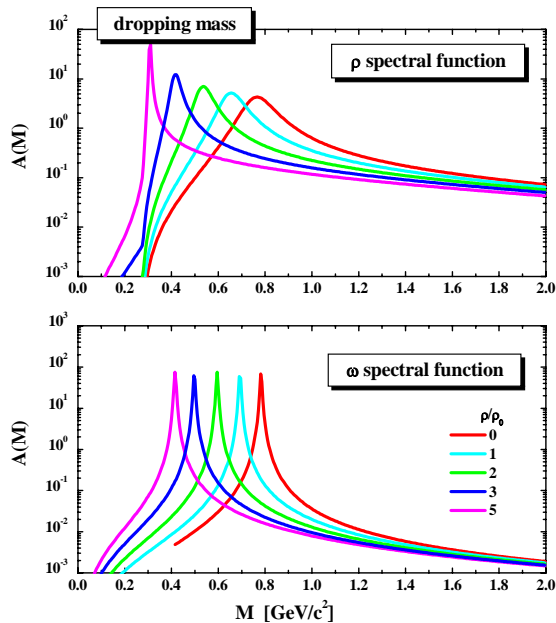 dropping mass
ρ spectral function
A(M)
10²
10¹
10⁰
10⁻¹
10⁻²
10⁻³
0.0 0.2 0.4 0.6 0.8 1.0 1.2 1.4 1.6 1.8 2.0
ω spectral function
A(M)
10³
10²
10¹
10⁰
10⁻¹
10⁻²
10⁻³
ρ/ρ₀
0
1
2
3
5
0.0 0.2 0.4 0.6 0.8 1.0 1.2 1.4 1.6 1.8 2.0
M [GeV/c²]